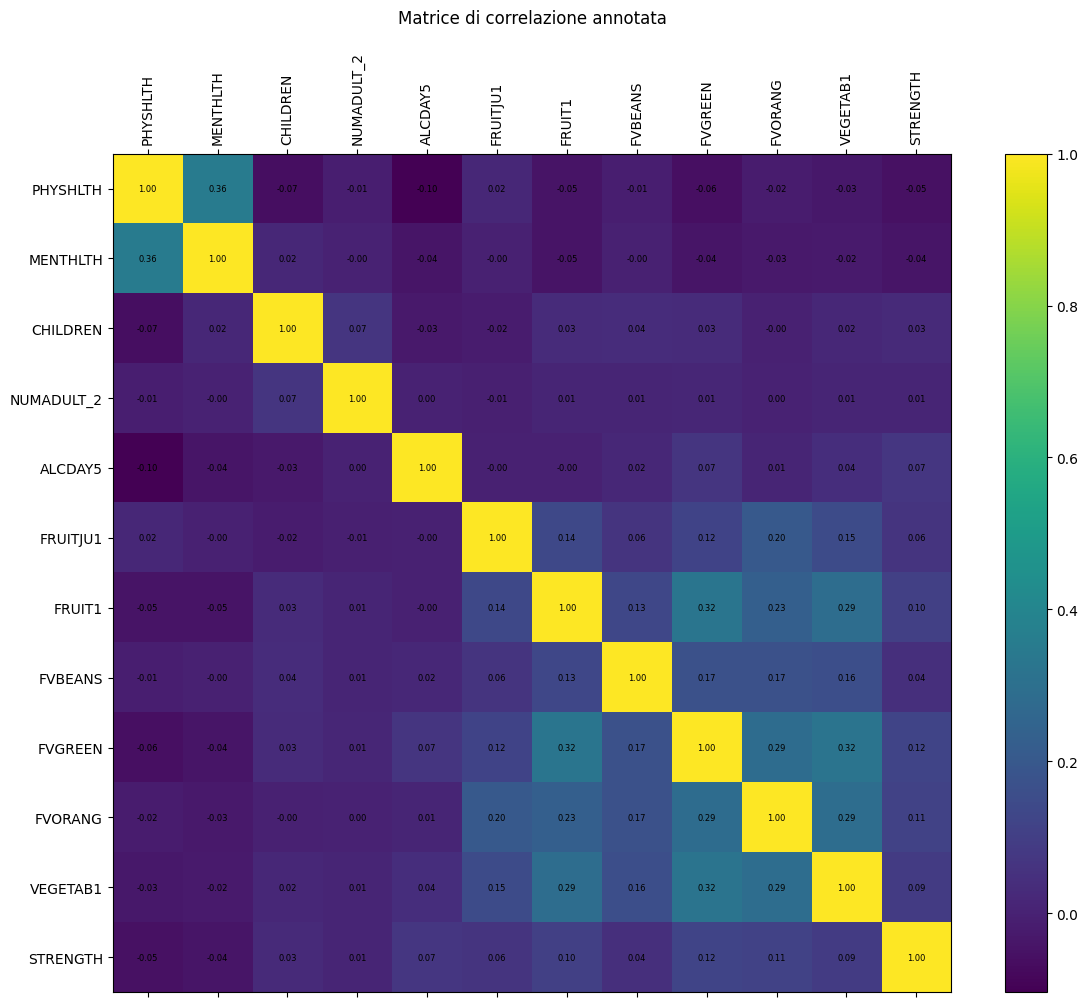 Matrice di correlazione annotata
PHYSHLTH MENTHLTH CHILDREN NUMADULT_2 ALCDAY5 FRUITJU1 FRUIT1 FVBEANS FVGREEN FVORANG VEGETAB1 STRENGTH
PHYSHLTH 1.00 0.36 -0.07 -0.01 -0.10 0.02 -0.05 -0.01 -0.06 -0.02 -0.03 -0.05
MENTHLTH 0.36 1.00 0.02 -0.00 -0.04 -0.00 -0.05 -0.00 -0.04 -0.03 -0.02 -0.04
CHILDREN -0.07 0.02 1.00 0.07 -0.03 -0.02 0.03 0.04 0.03 -0.00 0.02 0.03
NUMADULT_2 -0.01 -0.00 0.07 1.00 0.00 -0.01 0.01 0.01 0.01 0.00 0.01 0.01
ALCDAY5 -0.10 -0.04 -0.03 0.00 1.00 -0.00 -0.00 0.02 0.07 0.01 0.04 0.07
FRUITJU1 0.02 -0.00 -0.02 -0.01 -0.00 1.00 0.14 0.06 0.12 0.20 0.15 0.06
FRUIT1 -0.05 -0.05 0.03 0.01 -0.00 0.14 1.00 0.13 0.32 0.23 0.29 0.10
FVBEANS -0.01 -0.00 0.04 0.01 0.02 0.06 0.13 1.00 0.17 0.17 0.16 0.04
FVGREEN -0.06 -0.04 0.03 0.01 0.07 0.12 0.32 0.17 1.00 0.29 0.32 0.12
FVORANG -0.02 -0.03 -0.00 0.00 0.01 0.20 0.23 0.17 0.29 1.00 0.29 0.11
VEGETAB1 -0.03 -0.02 0.02 0.01 0.04 0.15 0.29 0.16 0.32 0.29 1.00 0.09
STRENGTH -0.05 -0.04 0.03 0.01 0.07 0.06 0.10 0.04 0.12 0.11 0.09 1.00
1.0
0.8
0.6
0.4
0.2
0.0